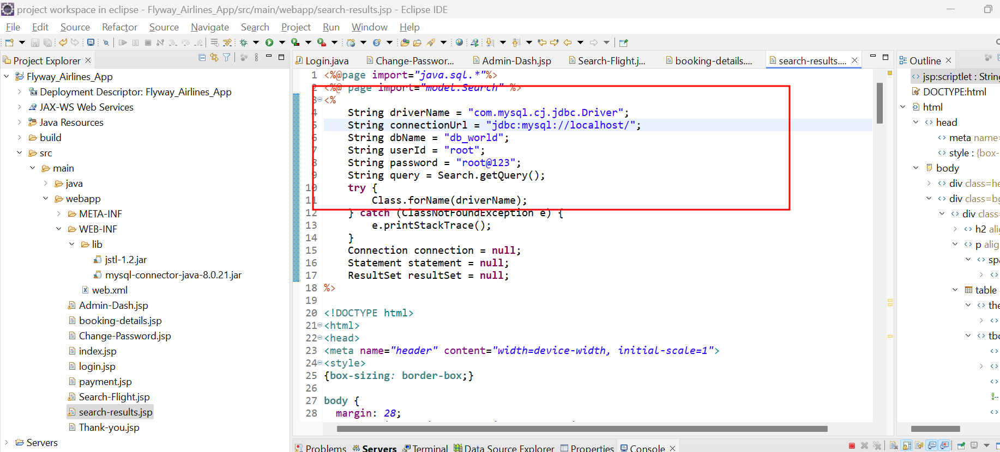 project workspace in eclipse - Flyway_Airlines_App/src/main/webapp/search-results.jsp - Eclipse IDE
File Edit Source Refactor Source Navigate Search Project Run Window Help
Project Explorer
Flyway_Airlines_App
Deployment Descriptor: Flyway_Airlines_App
JAX-WS Web Services
Java Resources
build
src
main
java
webapp
META-INF
WEB-INF
lib
jstl-1.2.jar
mysql-connector-java-8.0.21.jar
web.xml
Admin-Dash.jsp
booking-details.jsp
Change-Password.jsp
index.jsp
login.jsp
payment.jsp
Search-Flight.jsp
search-results.jsp
Thank-you.jsp
Servers
Login.java Change-Passwor... Admin-Dash.jsp Search-Flight.j... booking-details.... search-results....
1 <%@page import="java.sql.*"%>
2 <%@ page import="model.Search" %>
3 <%
4 String driverName = "com.mysql.cj.jdbc.Driver";
5 String connectionUrl = "jdbc:mysql://localhost/";
6 String dbName = "db_world";
7 String userId = "root";
8 String password = "root@123";
9 String query = Search.getQuery();
10 try {
11 Class.forName(driverName);
12 } catch (ClassNotFoundException e) {
13 e.printStackTrace();
14 }
15 Connection connection = null;
16 Statement statement = null;
17 ResultSet resultSet = null;
18 %>
19
20 <!DOCTYPE html>
21 <html>
22 <head>
23 <meta name="header" content="width=device-width, initial-scale=1">
24 <style>
25 {box-sizing: border-box;}
26
27 body {
28 margin: 28;
Outline
jsp:scriptlet : String
DOCTYPE:html
html
head
meta name=
style : {box-
body
div class=he
div class=bg
div class=
h2 alig
p alig
spa
table
the
tbo
Problems Servers Terminal Data Source Explorer Properties Console